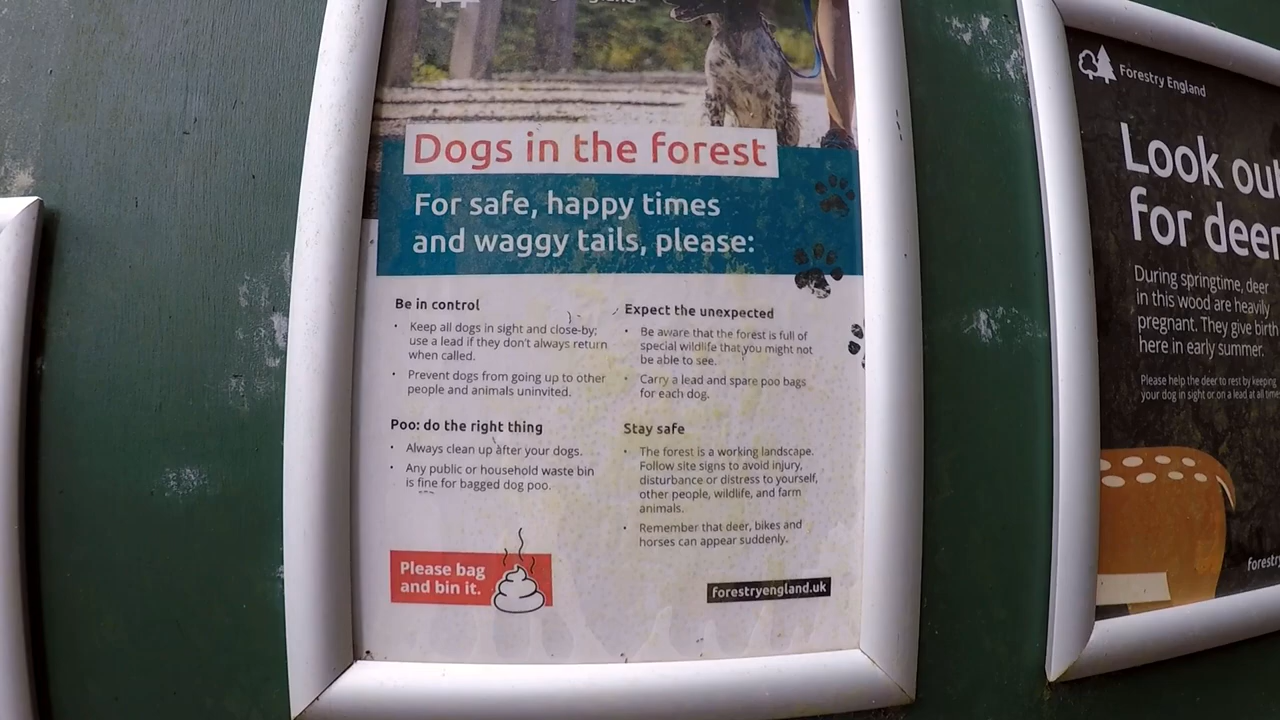 Dogs in the forest
For safe, happy times
and waggy tails, please:
Be in control
• Keep all dogs in sight and close-by;
use a lead if they don't always return
when called.
• Prevent dogs from going up to other
people and animals uninvited.
Poo: do the right thing
• Always clean up after your dogs.
• Any public or household waste bin
is fine for bagged dog poo.
Please bag
and bin it.
Expect the unexpected
• Be aware that the forest is full of
special wildlife that you might not
be able to see.
• Carry a lead and spare poo bags
for each dog.
Stay safe
• The forest is a working landscape.
Follow site signs to avoid injury,
disturbance or distress to yourself,
other people, wildlife, and farm
animals.
• Remember that deer, bikes and
horses can appear suddenly.
forestryengland.uk
Forestry England
Look out
for deer
During springtime, deer
in this wood are heavily
pregnant. They give birth
here in early summer.
Please help the deer to rest by keeping
your dog in sight or on a lead at all times